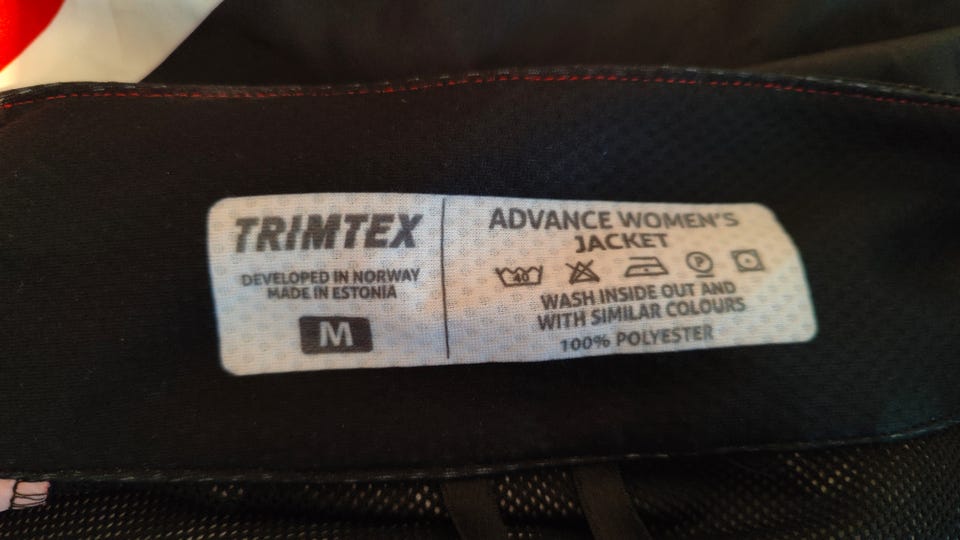 TRIMTEX
DEVELOPED IN NORWAY
MADE IN ESTONIA
M
ADVANCE WOMEN'S
JACKET
40 P
WASH INSIDE OUT AND
WITH SIMILAR COLOURS
100% POLYESTER